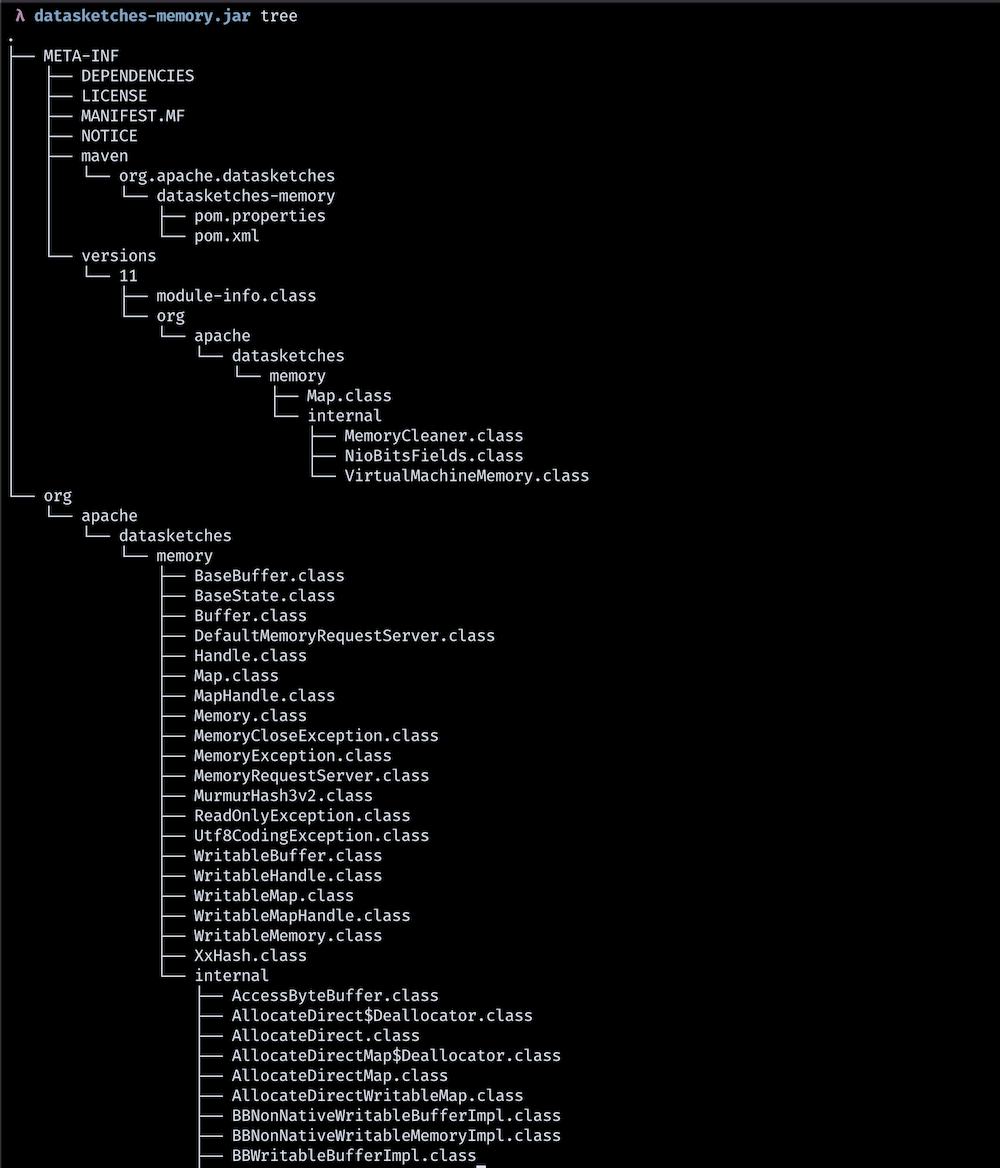 λ datasketches-memory.jar tree
.
├── META-INF
│   ├── DEPENDENCIES
│   ├── LICENSE
│   ├── MANIFEST.MF
│   ├── NOTICE
│   ├── maven
│   │   └── org.apache.datasketches
│   │       └── datasketches-memory
│   │           ├── pom.properties
│   │           └── pom.xml
│   └── versions
│       └── 11
│           ├── module-info.class
│           └── org
│               └── apache
│                   └── datasketches
│                       └── memory
│                           ├── Map.class
│                           └── internal
│                               ├── MemoryCleaner.class
│                               ├── NioBitsFields.class
│                               └── VirtualMachineMemory.class
└── org
    └── apache
        └── datasketches
            └── memory
                ├── BaseBuffer.class
                ├── BaseState.class
                ├── Buffer.class
                ├── DefaultMemoryRequestServer.class
                ├── Handle.class
                ├── Map.class
                ├── MapHandle.class
                ├── Memory.class
                ├── MemoryCloseException.class
                ├── MemoryException.class
                ├── MemoryRequestServer.class
                ├── MurmurHash3v2.class
                ├── ReadOnlyException.class
                ├── Utf8CodingException.class
                ├── WritableBuffer.class
                ├── WritableHandle.class
                ├── WritableMap.class
                ├── WritableMapHandle.class
                ├── WritableMemory.class
                ├── XxHash.class
                └── internal
                    ├── AccessByteBuffer.class
                    ├── AllocateDirect$Deallocator.class
                    ├── AllocateDirect.class
                    ├── AllocateDirectMap$Deallocator.class
                    ├── AllocateDirectMap.class
                    ├── AllocateDirectWritableMap.class
                    ├── BBNonNativeWritableBufferImpl.class
                    ├── BBNonNativeWritableMemoryImpl.class
                    ├── BBWritableBufferImpl.class